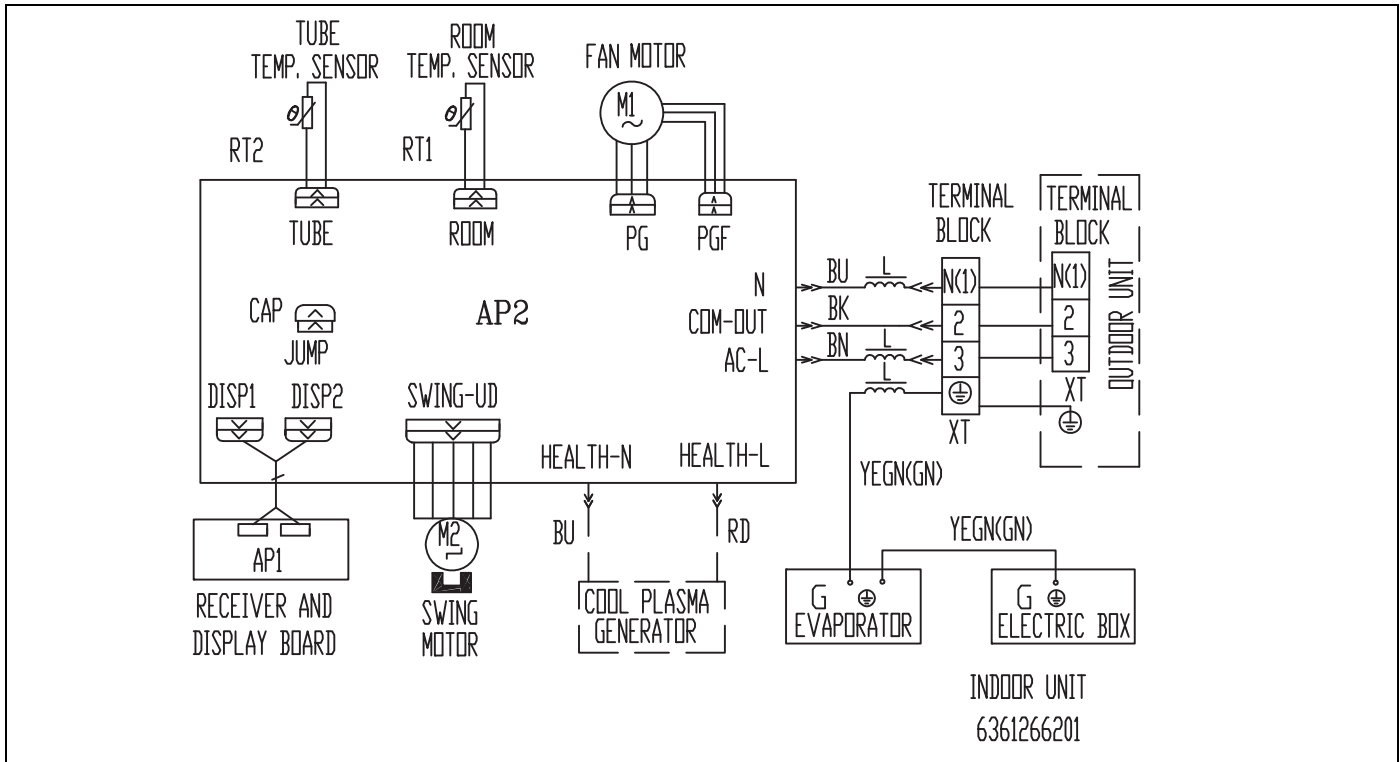 TUBE
TEMP. SENSOR
ROOM
TEMP. SENSOR
FAN MOTOR
M1
RT2
RT1
TUBE
ROOM
PG
PGF
TERMINAL
BLOCK
TERMINAL
BLOCK
OUTDOOR UNIT
N
BU
L
N(1)
N(1)
CAP
JUMP
AP2
COM-OUT
BK
2
2
AC-L
BN
L
3
3
L
XT
XT
DISP1
DISP2
SWING-UD
HEALTH-N
HEALTH-L
YEGN(GN)
BU
RD
YEGN(GN)
AP1
M2
RECEIVER AND
DISPLAY BOARD
SWING
MOTOR
COOL PLASMA
GENERATOR
G
EVAPORATOR
G
ELECTRIC BOX
INDOOR UNIT
6361266201